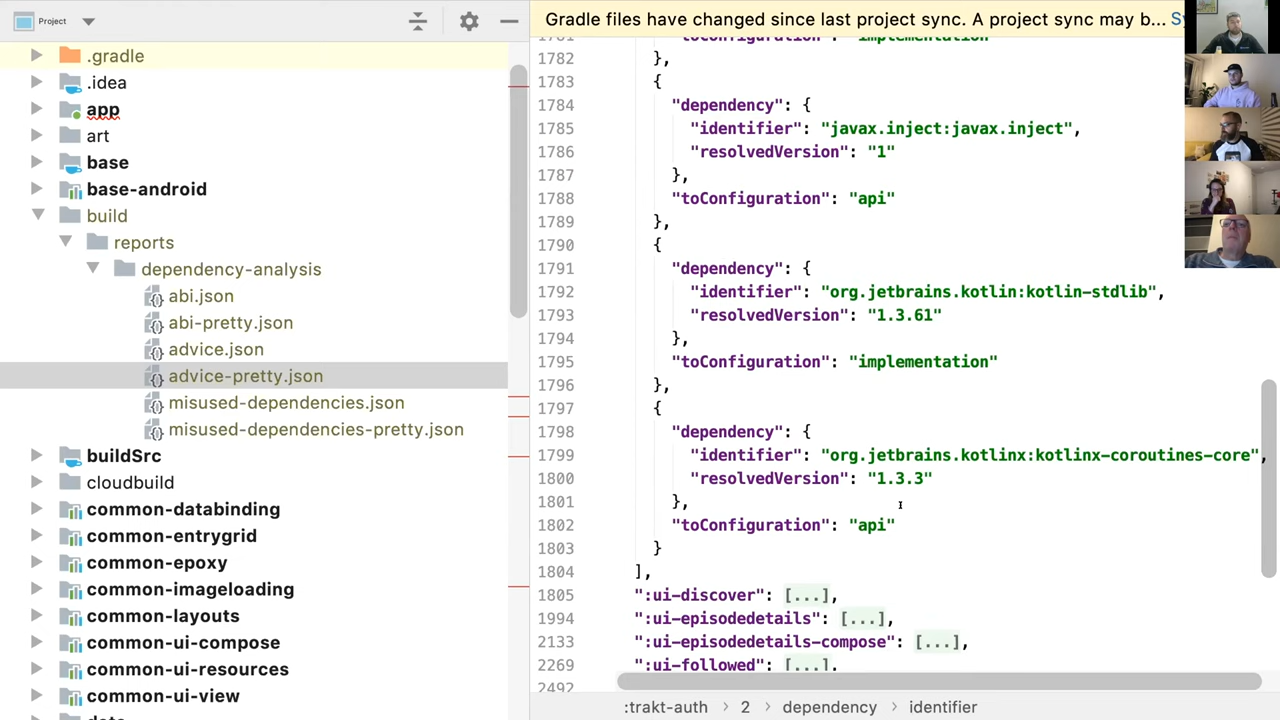 Project
Gradle files have changed since last project sync. A project sync may b... Sy
.gradle
.idea
app
art
base
base-android
build
reports
dependency-analysis
abi.json
abi-pretty.json
advice.json
advice-pretty.json
misused-dependencies.json
misused-dependencies-pretty.json
buildSrc
cloudbuild
common-databinding
common-entrygrid
common-epoxy
common-imageloading
common-layouts
common-ui-compose
common-ui-resources
common-ui-view
1781 "toConfiguration": "implementation"
1782 },
1783 {
1784 "dependency": {
1785 "identifier": "javax.inject:javax.inject",
1786 "resolvedVersion": "1"
1787 },
1788 "toConfiguration": "api"
1789 },
1790 {
1791 "dependency": {
1792 "identifier": "org.jetbrains.kotlin:kotlin-stdlib",
1793 "resolvedVersion": "1.3.61"
1794 },
1795 "toConfiguration": "implementation"
1796 },
1797 {
1798 "dependency": {
1799 "identifier": "org.jetbrains.kotlinx:kotlinx-coroutines-core",
1800 "resolvedVersion": "1.3.3"
1801 },
1802 "toConfiguration": "api"
1803 }
1804 ],
1805 ":ui-discover": [...],
1994 ":ui-episodedetails": [...],
2133 ":ui-episodedetails-compose": [...],
2269 ":ui-followed": [...],
2492
:trakt-auth > 2 > dependency > identifier